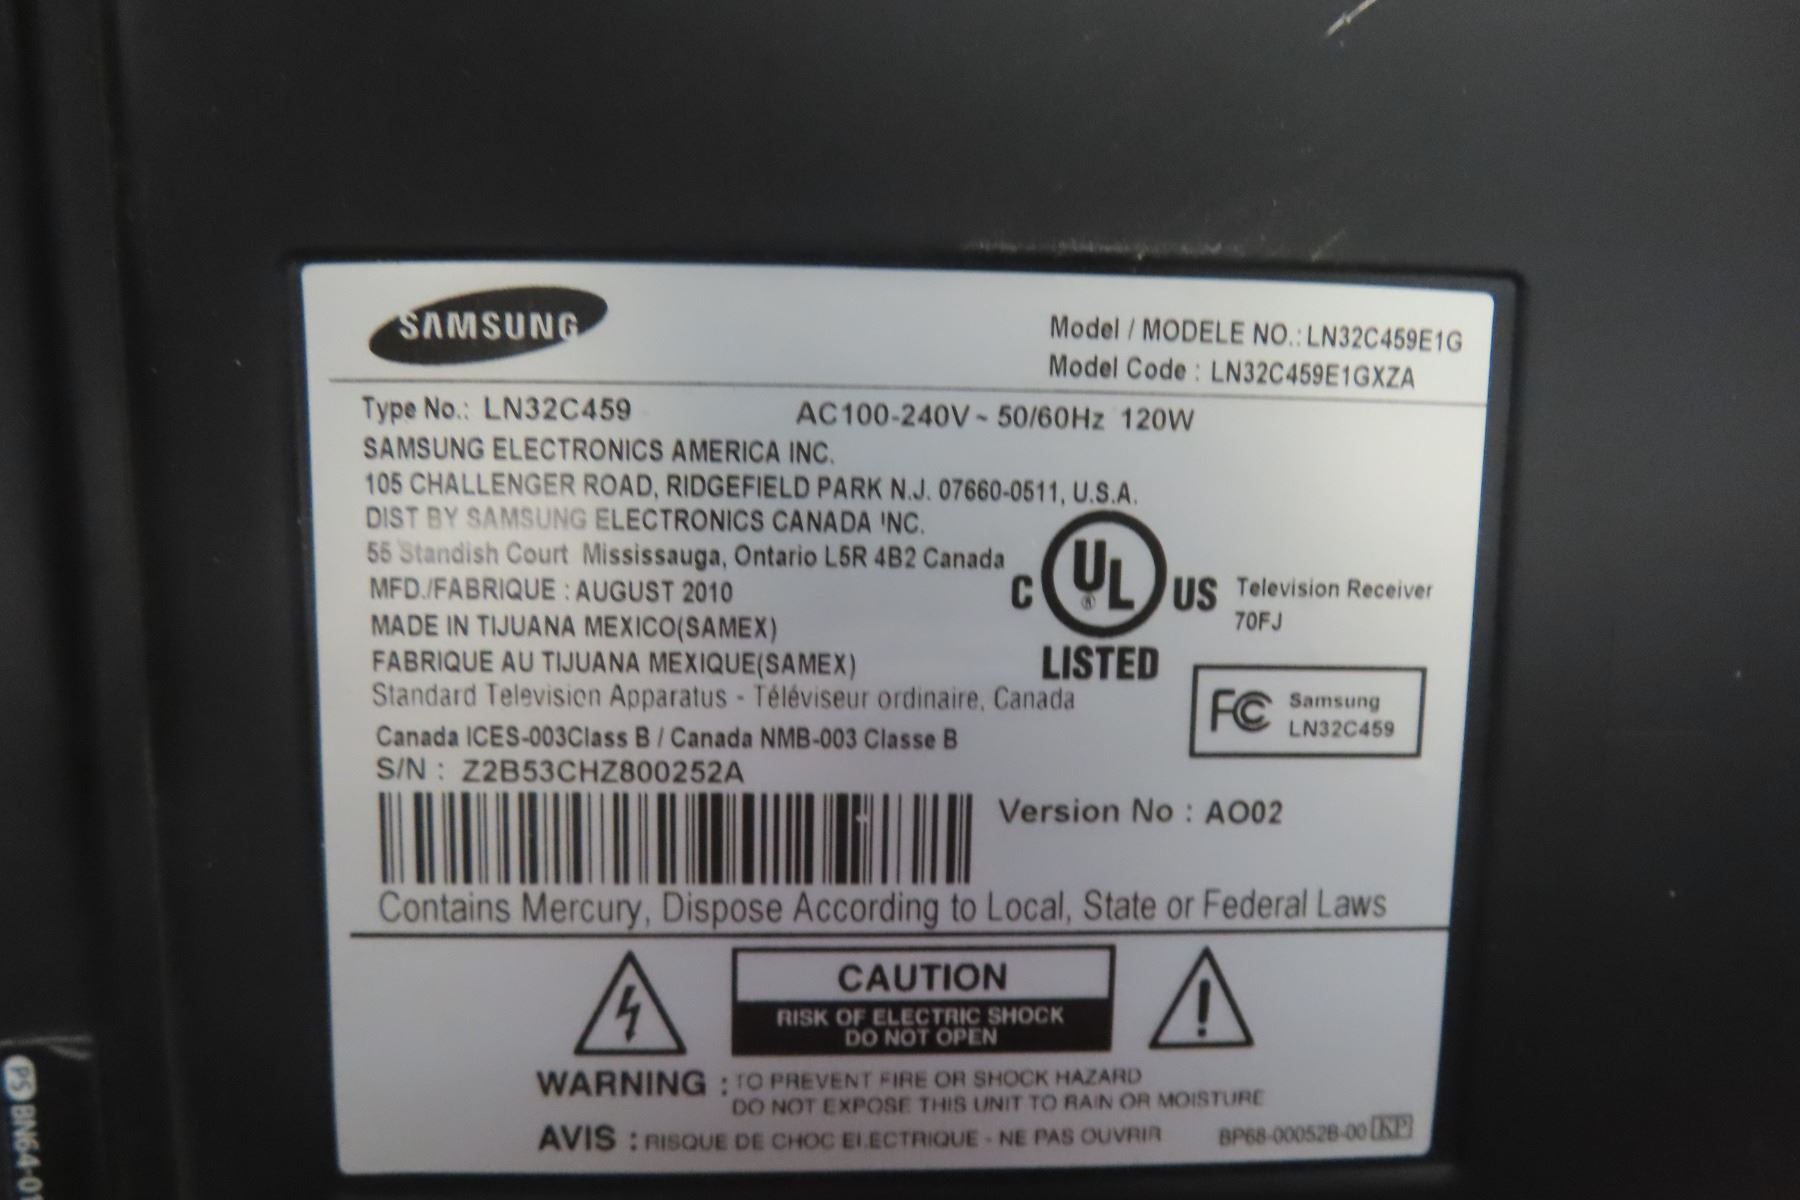 SAMSUNG
Model / MODELE NO.: LN32C459E1G
Model Code : LN32C459E1GXZA
Type No.: LN32C459 AC100-240V ~ 50/60Hz 120W
SAMSUNG ELECTRONICS AMERICA INC.
105 CHALLENGER ROAD, RIDGEFIELD PARK N.J. 07660-0511, U.S.A.
DIST BY SAMSUNG ELECTRONICS CANADA INC.
55 Standish Court Mississauga, Ontario L5R 4B2 Canada
MFD./FABRIQUE : AUGUST 2010
MADE IN TIJUANA MEXICO(SAMEX)
FABRIQUE AU TIJUANA MEXIQUE(SAMEX)
Standard Television Apparatus - Téléviseur ordinaire, Canada
Canada ICES-003Class B / Canada NMB-003 Classe B
S/N : Z2B53CHZ800252A
C UL ® US
LISTED
Television Receiver
70FJ
FC Samsung
LN32C459
Version No : AO02
Contains Mercury, Dispose According to Local, State or Federal Laws
CAUTION
RISK OF ELECTRIC SHOCK
DO NOT OPEN
WARNING : TO PREVENT FIRE OR SHOCK HAZARD
DO NOT EXPOSE THIS UNIT TO RAIN OR MOISTURE
AVIS : RISQUE DE CHOC ELECTRIQUE - NE PAS OUVRIR
BP68-00052B-00 KP
PS BN64-01